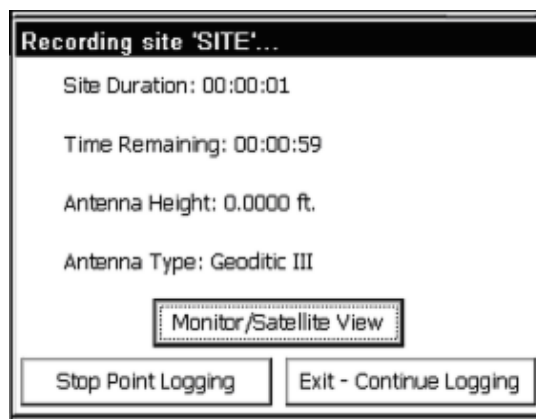 Recording site 'SITE'...
Site Duration: 00:00:01
Time Remaining: 00:00:59
Antenna Height: 0.0000 ft.
Antenna Type: Geoditic III
Monitor/Satellite View
Stop Point Logging
Exit - Continue Logging